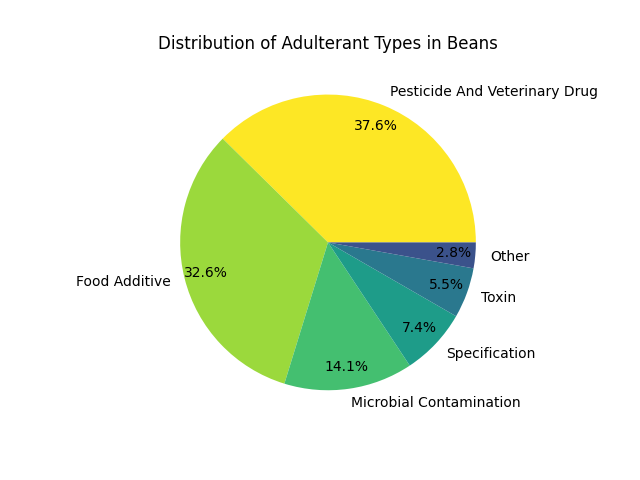 Distribution of Adulterant Types in Beans
Pesticide And Veterinary Drug
37.6%
Food Additive
32.6%
Microbial Contamination
14.1%
Specification
7.4%
Toxin
5.5%
Other
2.8%